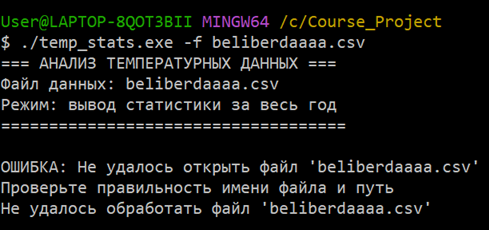 User@LAPTOP-8QOT3BII MINGW64 /c/Course_Project
$ ./temp_stats.exe -f beliberdaaaa.csv
=== АНАЛИЗ ТЕМПЕРАТУРНЫХ ДАННЫХ ===
Файл данных: beliberdaaaa.csv
Режим: вывод статистики за весь год
===================================
ОШИБКА: Не удалось открыть файл 'beliberdaaaa.csv'
Проверьте правильность имени файла и путь
Не удалось обработать файл 'beliberdaaaa.csv'